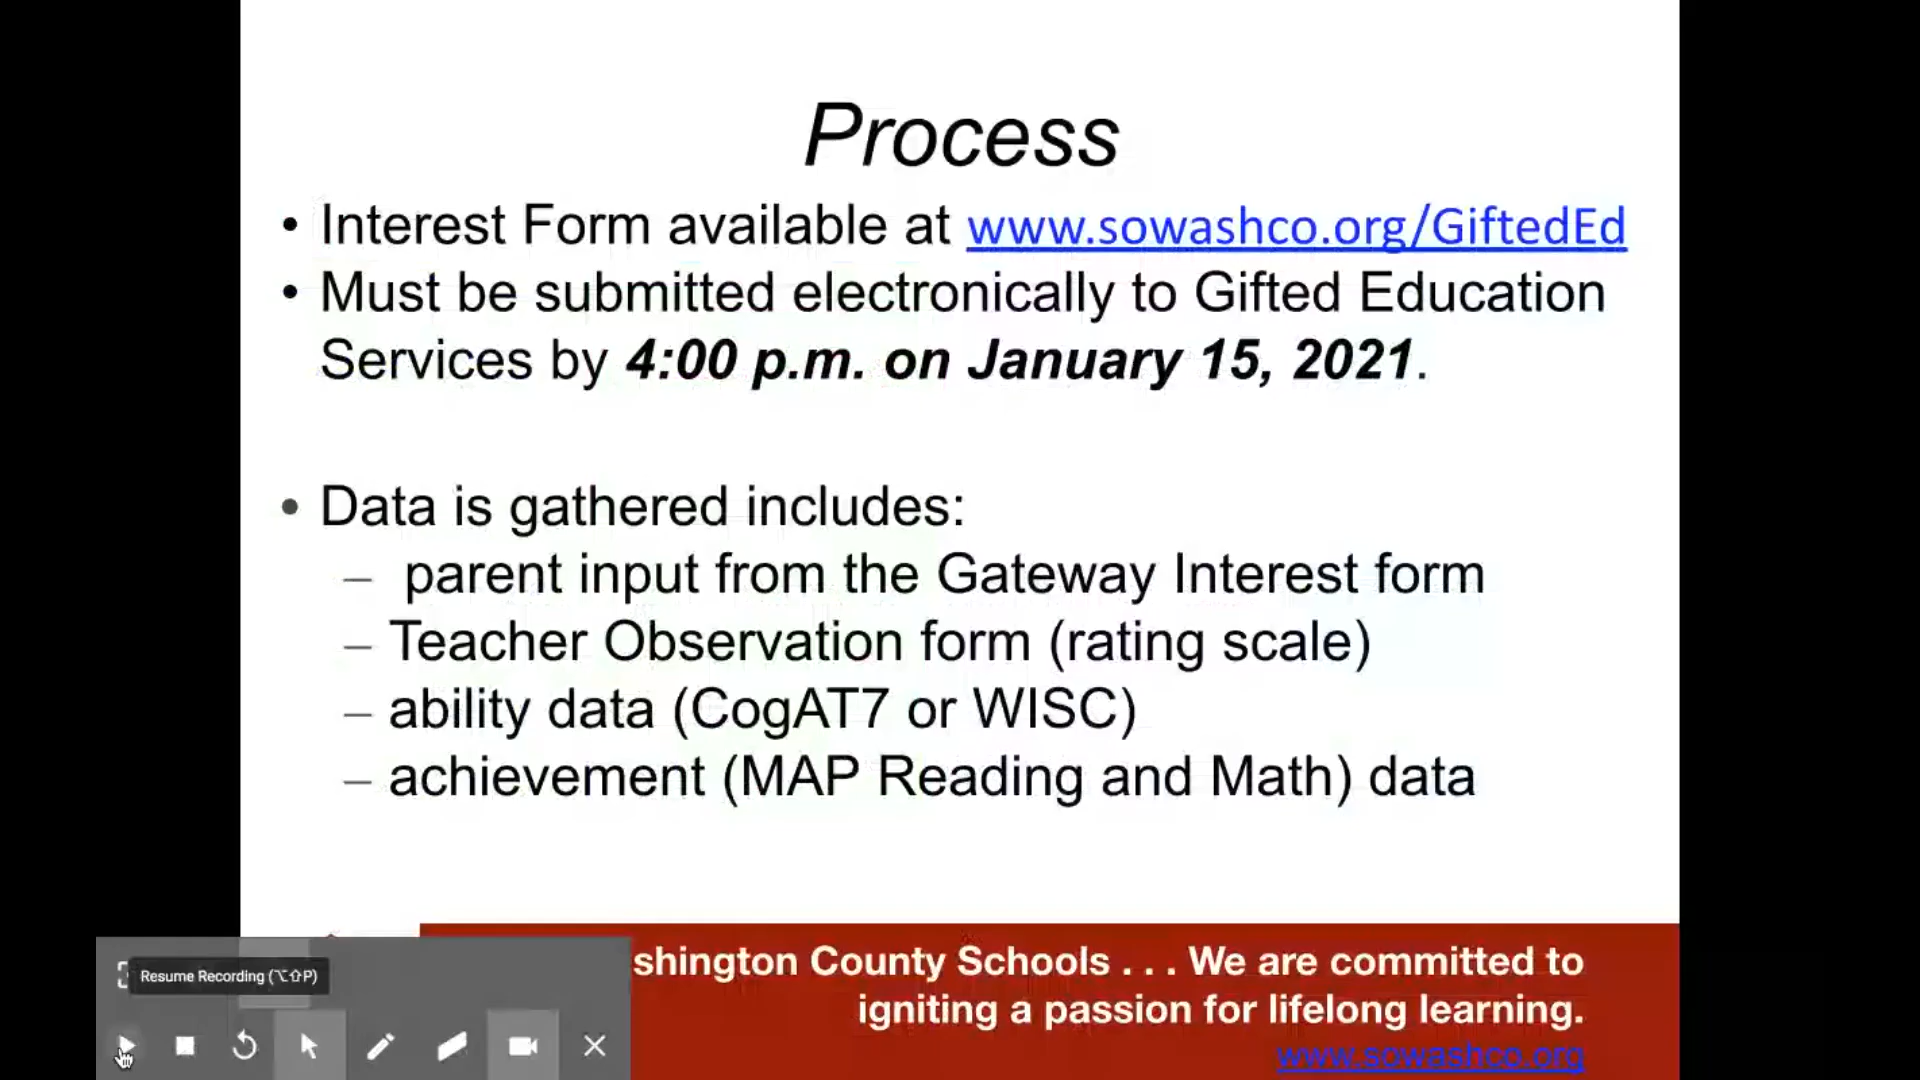 Process
• Interest Form available at www.sowashco.org/GiftedEd
• Must be submitted electronically to Gifted Education
Services by 4:00 p.m. on January 15, 2021.
• Data is gathered includes:
– parent input from the Gateway Interest form
– Teacher Observation form (rating scale)
– ability data (CogAT7 or WISC)
– achievement (MAP Reading and Math) data
shington County Schools . . . We are committed to
igniting a passion for lifelong learning.
www.sowashco.org
Resume Recording (⌥⇧P)